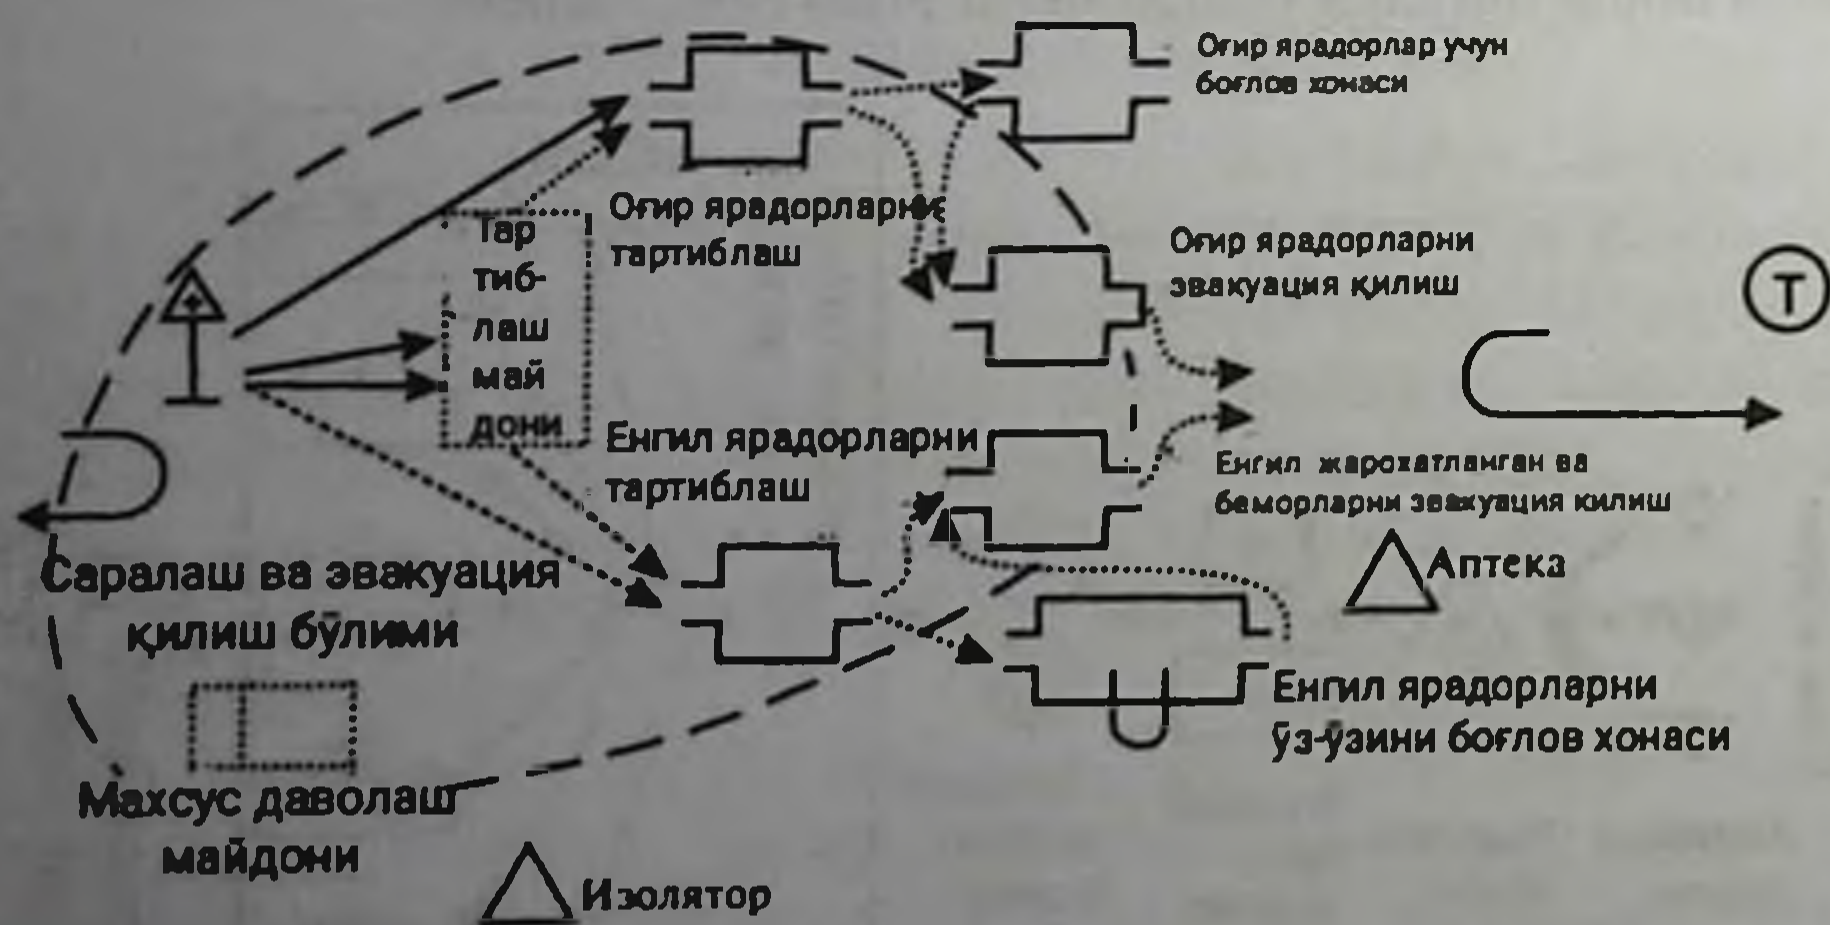 Оғир ярадорлар учун
боғлов хонаси
Тар
тиб-
лаш
май
дони
Оғир ярадорларни
тартиблаш
Оғир ярадорларни
эвакуация қилиш
Т
Енгил ярадорларни
тартиблаш
Енгил жарохатланган ва
беморларни эвакуация килиш
Аптека
Саралаш ва эвакуация
қилиш бўлими
Енгил ярадорларни
ўз-ўзини боғлов хонаси
Махсус даволаш
майдони
Изолятор